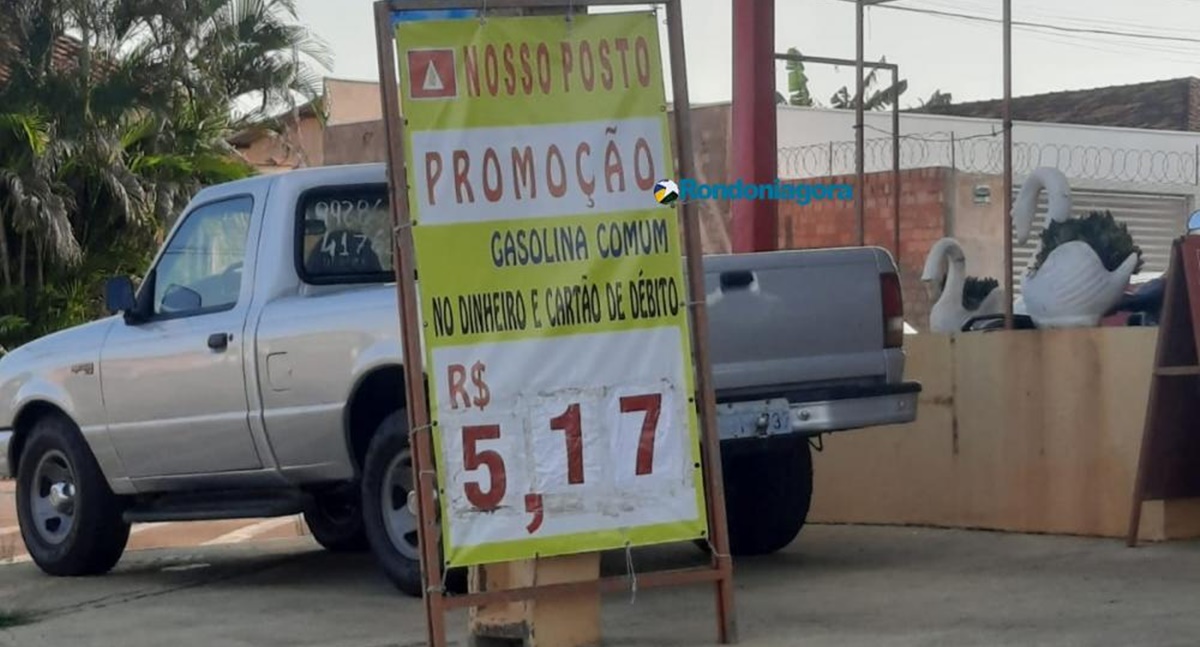 NOSSO POSTO
PROMOÇÃO
Rondoniagora
GASOLINA COMUM
NO DINHEIRO E CARTÃO DE DÉBITO
R$
5,17